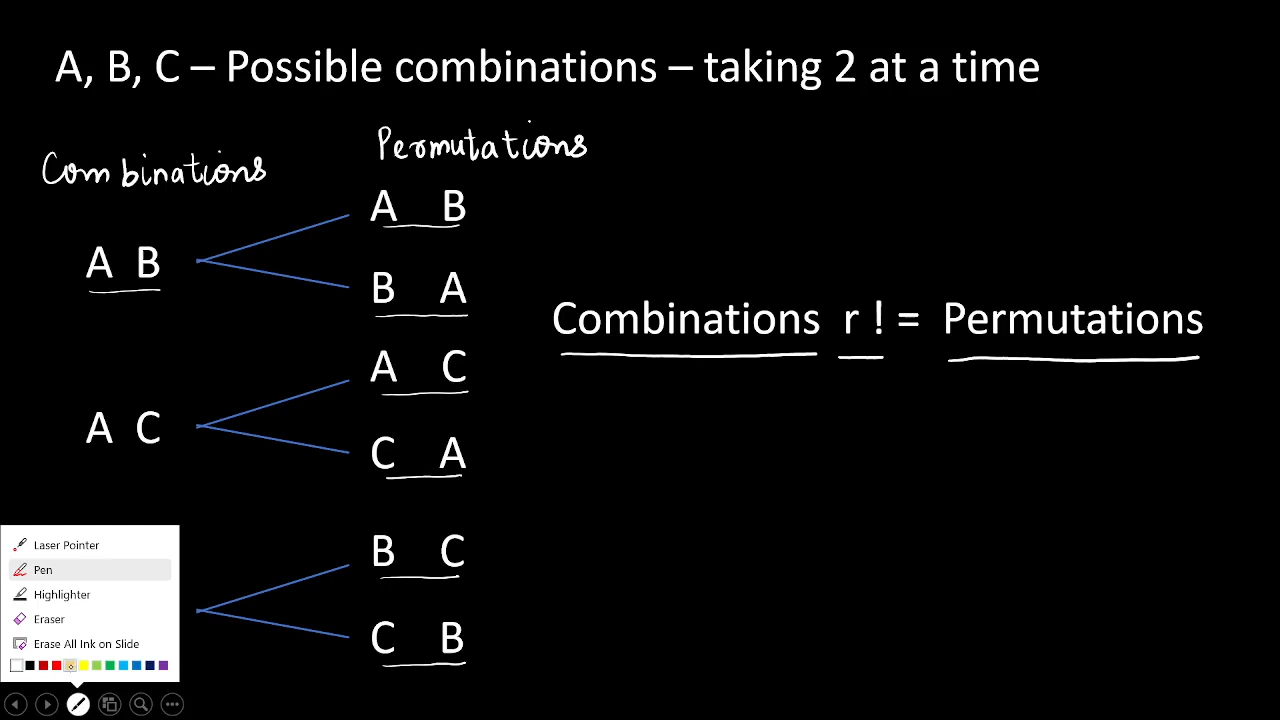 A, B, C – Possible combinations – taking 2 at a time
Combinations
Permutations
A B
A B
B A
Combinations r ! = Permutations
A C
A C
C A
B C
C B
Laser Pointer
Pen
Highlighter
Eraser
Erase All Ink on Slide